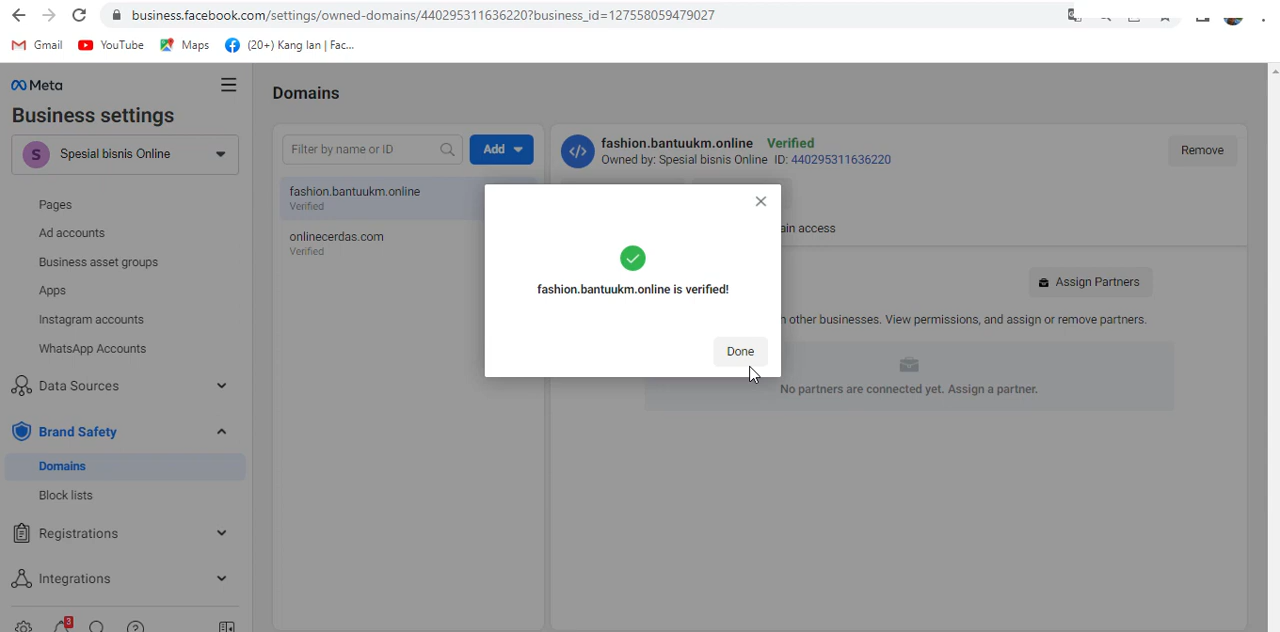 business.facebook.com/settings/owned-domains/440295311636220?business_id=127558059479027
Gmail
YouTube
Maps
(20+) Kang Ian | Fac...
Meta
Business settings
S
Spesial bisnis Online
Pages
Ad accounts
Business asset groups
Apps
Instagram accounts
WhatsApp Accounts
Data Sources
Brand Safety
Domains
Block lists
Registrations
Integrations
3
Domains
Filter by name or ID
Add
fashion.bantuukm.online
Verified
onlinecerdas.com
Verified
fashion.bantuukm.online Verified
Owned by: Spesial bisnis Online ID: 440295311636220
Remove
access
Assign Partners
other businesses. View permissions, and assign or remove partners.
No partners are connected yet. Assign a partner.
fashion.bantuukm.online is verified!
Done